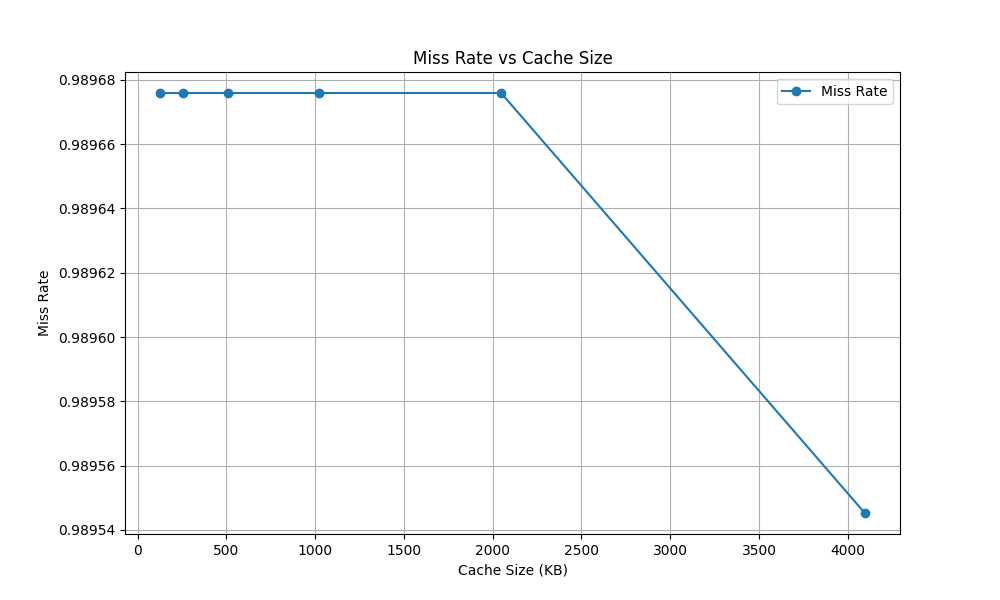 Miss Rate vs Cache Size
Miss Rate
0.98968
0.98966
0.98964
0.98962
0.98960
0.98958
0.98956
0.98954
Miss Rate
0 500 1000 1500 2000 2500 3000 3500 4000
Cache Size (KB)